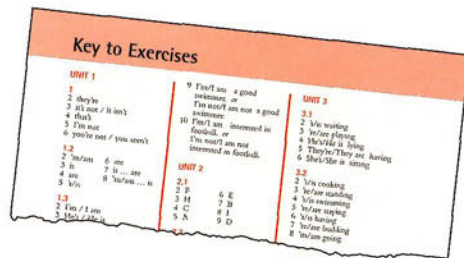 Key to Exercises
UNIT 1
1
2 they're
3 it's not / it isn't
4 that's
5 I'm not
6 you're not / you aren't
1.2
2 'm/am 6 are
3 is 7 is ... are
4 are 8 'm/am ... is
5 's/is
1.3
2 I'm / I am
3 He's / He is
9 I'm/I am a good
swimmer. or
I'm not/I am not a good
swimmer.
10 I'm/I am interested in
football. or
I'm not/I am not
interested in football.
UNIT 2
2.1
2 F 6 E
3 H 7 B
4 C 8 I
5 A 9 D
UNIT 3
3.1
2 's/is waiting
3 're/are playing
4 He's/He is lying
5 They're/They are having
6 She's/She is sitting
3.2
2 's/is cooking
3 're/are standing
4 's/is swimming
5 're/are staying
6 's/is having
7 're/are building
8 'm/am going